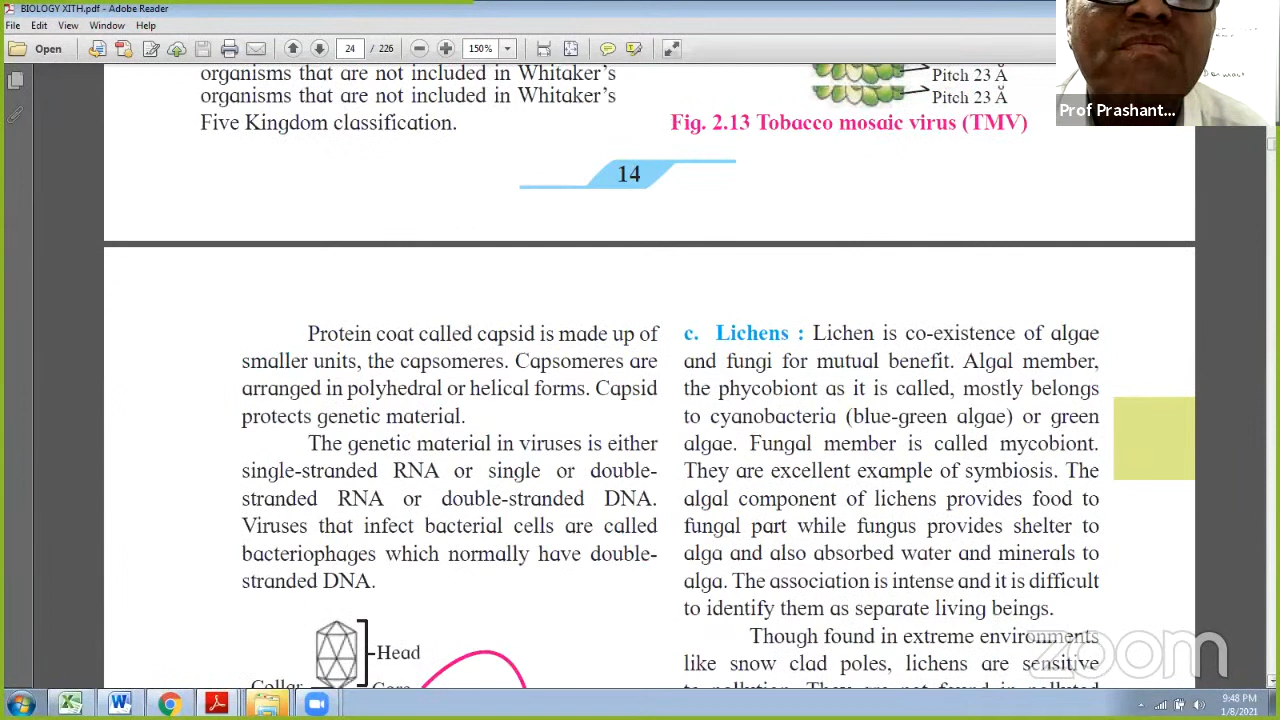 BIOLOGY XITH.pdf - Adobe Reader
File Edit View Window Help
Open 24 / 226 150%
organisms that are not included in Whitaker's
organisms that are not included in Whitaker's
Five Kingdom classification.
Pitch 23 Å
Pitch 23 Å
Fig. 2.13 Tobacco mosaic virus (TMV)
Prof Prashant...
14
Protein coat called capsid is made up of
smaller units, the capsomeres. Capsomeres are
arranged in polyhedral or helical forms. Capsid
protects genetic material.
The genetic material in viruses is either
single-stranded RNA or single or double-
stranded RNA or double-stranded DNA.
Viruses that infect bacterial cells are called
bacteriophages which normally have double-
stranded DNA.
Head
Collar
Core
c. Lichens : Lichen is co-existence of algae
and fungi for mutual benefit. Algal member,
the phycobiont as it is called, mostly belongs
to cyanobacteria (blue-green algae) or green
algae. Fungal member is called mycobiont.
They are excellent example of symbiosis. The
algal component of lichens provides food to
fungal part while fungus provides shelter to
alga and also absorbed water and minerals to
alga. The association is intense and it is difficult
to identify them as separate living beings.
Though found in extreme environments
like snow clad poles, lichens are sensitive
to pollution. They are not found in polluted
zoom
9:48 PM
1/8/2021